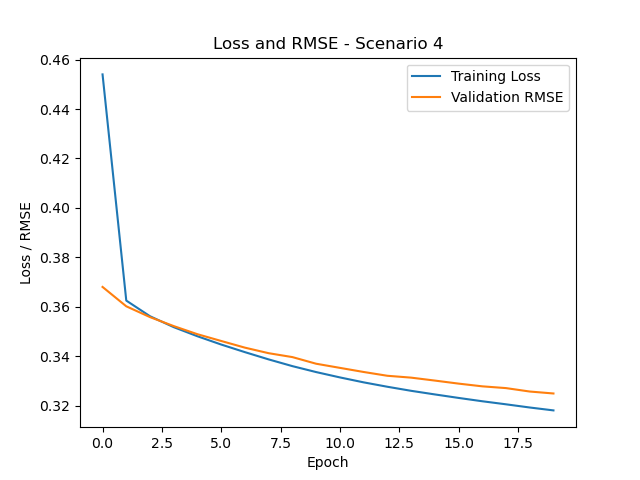 Loss and RMSE - Scenario 4
Training Loss
Validation RMSE
0.46
0.44
0.42
0.40
0.38
0.36
0.34
0.32
Loss / RMSE
0.0 2.5 5.0 7.5 10.0 12.5 15.0 17.5
Epoch